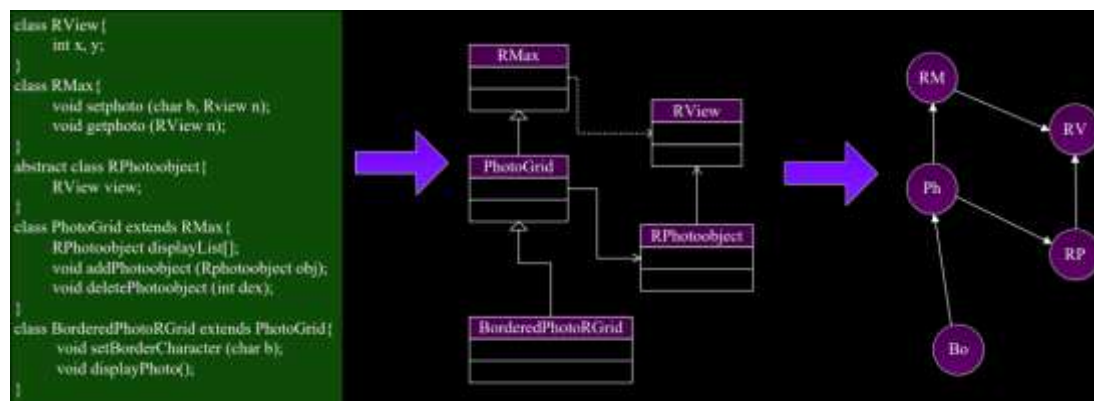 class RView{
int x, y;
}
class RMax{
void setphoto (char b, Rview n);
void getphoto (RView n);
}
abstract class RPhotoobject{
RView view;
}
class PhotoGrid extends RMax{
RPhotoobject displayList[];
void addPhotoobject (Rphotoobject obj);
void deletePhotoobject (int dex);
}
class BorderedPhotoRGrid extends PhotoGrid{
void setBorderCharacter (char b);
void displayPhoto();
}
RMax
RView
PhotoGrid
RPhotoobject
BorderedPhotoRGrid
RM
RV
Ph
RP
Bo